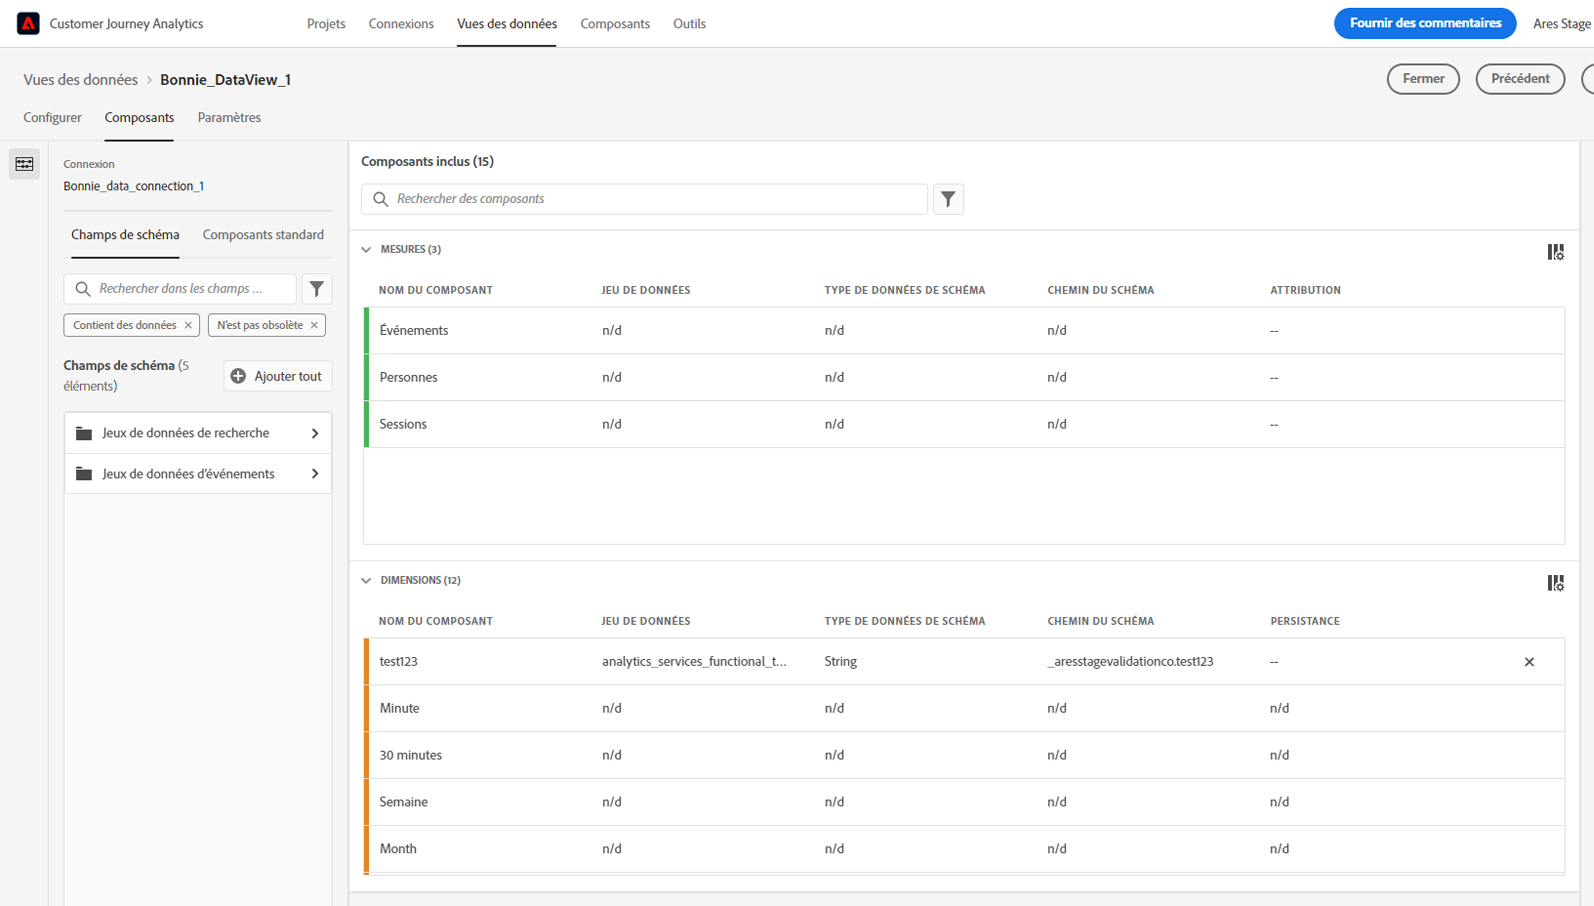 Customer Journey Analytics Projets Connexions Vues des données Composants Outils Fournir des commentaires Ares Stage
Vues des données > Bonnie_DataView_1 Fermer Précédent
Configurer Composants Paramètres
Connexion
Bonnie_data_connection_1
Champs de schéma Composants standard
Rechercher dans les champs ...
Contient des données × N'est pas obsolète ×
Champs de schéma (5
éléments)
Ajouter tout
Jeux de données de recherche
Jeux de données d'événements
Composants inclus (15)
Rechercher des composants
MESURES (3)
NOM DU COMPOSANT JEU DE DONNÉES TYPE DE DONNÉES DE SCHÉMA CHEMIN DU SCHÉMA ATTRIBUTION
Événements n/d n/d n/d --
Personnes n/d n/d n/d --
Sessions n/d n/d n/d --
DIMENSIONS (12)
NOM DU COMPOSANT JEU DE DONNÉES TYPE DE DONNÉES DE SCHÉMA CHEMIN DU SCHÉMA PERSISTANCE
test123 analytics_services_functional_t... String _aresstagevalidationco.test123 -- ×
Minute n/d n/d n/d n/d
30 minutes n/d n/d n/d n/d
Semaine n/d n/d n/d n/d
Month n/d n/d n/d n/d